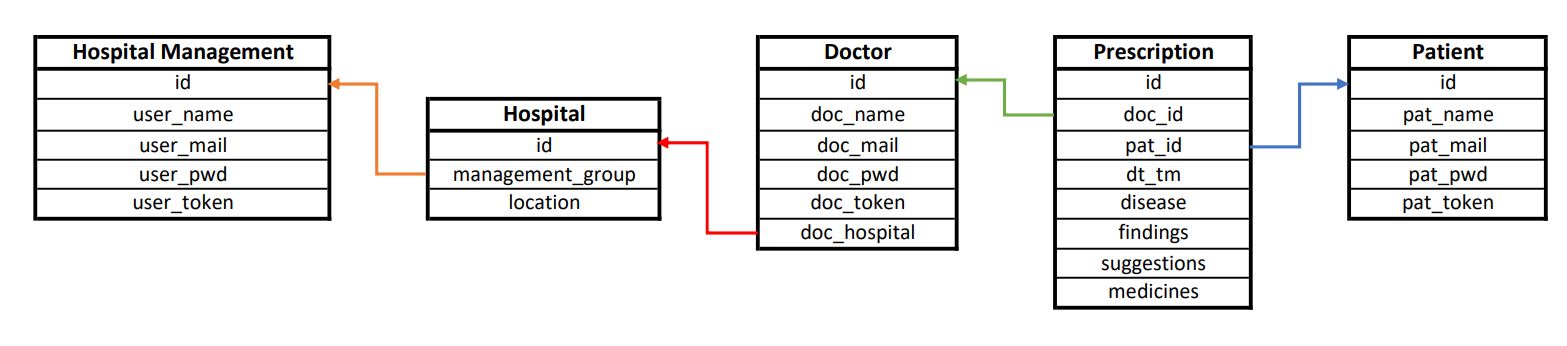 Hospital Management
id
user_name
user_mail
user_pwd
user_token
Hospital
id
management_group
location
Doctor
id
doc_name
doc_mail
doc_pwd
doc_token
doc_hospital
Prescription
id
doc_id
pat_id
dt_tm
disease
findings
suggestions
medicines
Patient
id
pat_name
pat_mail
pat_pwd
pat_token